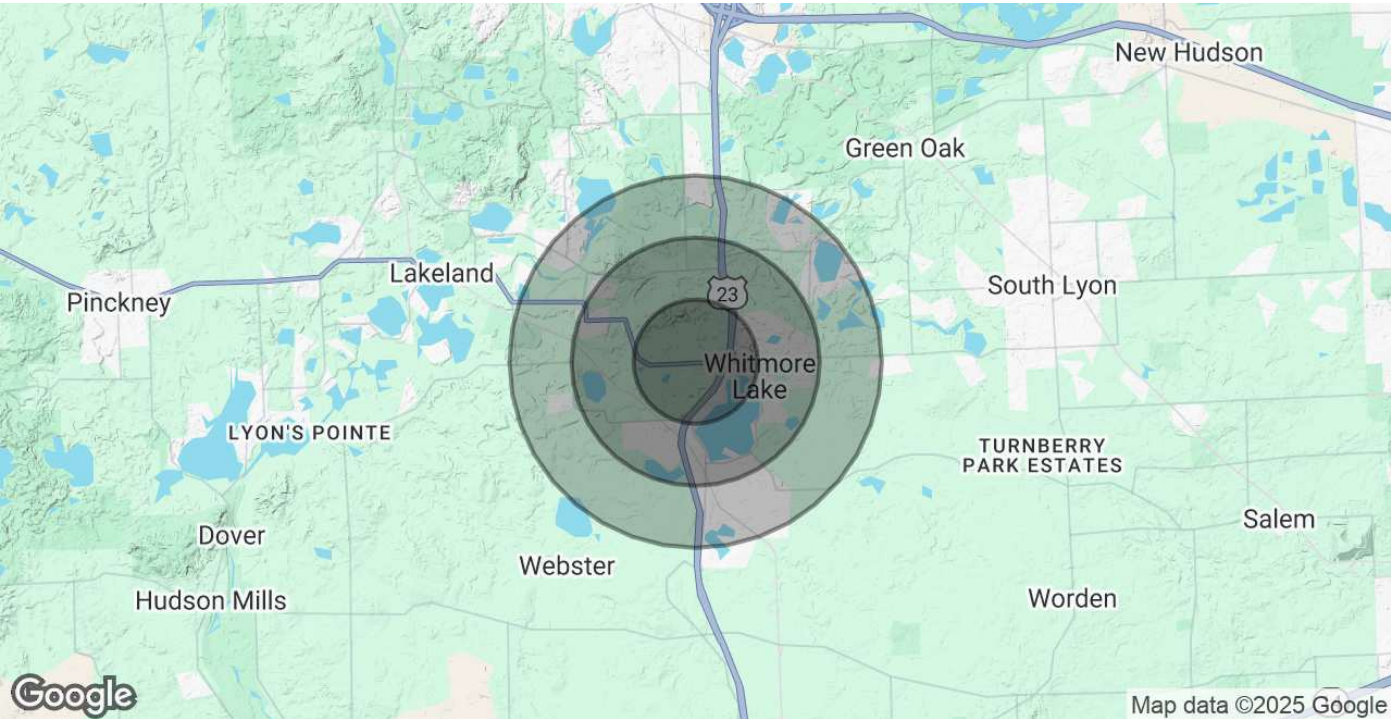 New Hudson
Green Oak
Lakeland
Pinckney
23
South Lyon
Whitmore
Lake
LYON'S POINTE
TURNBERRY
PARK ESTATES
Dover
Salem
Webster
Hudson Mills
Worden
Google
Map data ©2025 Google